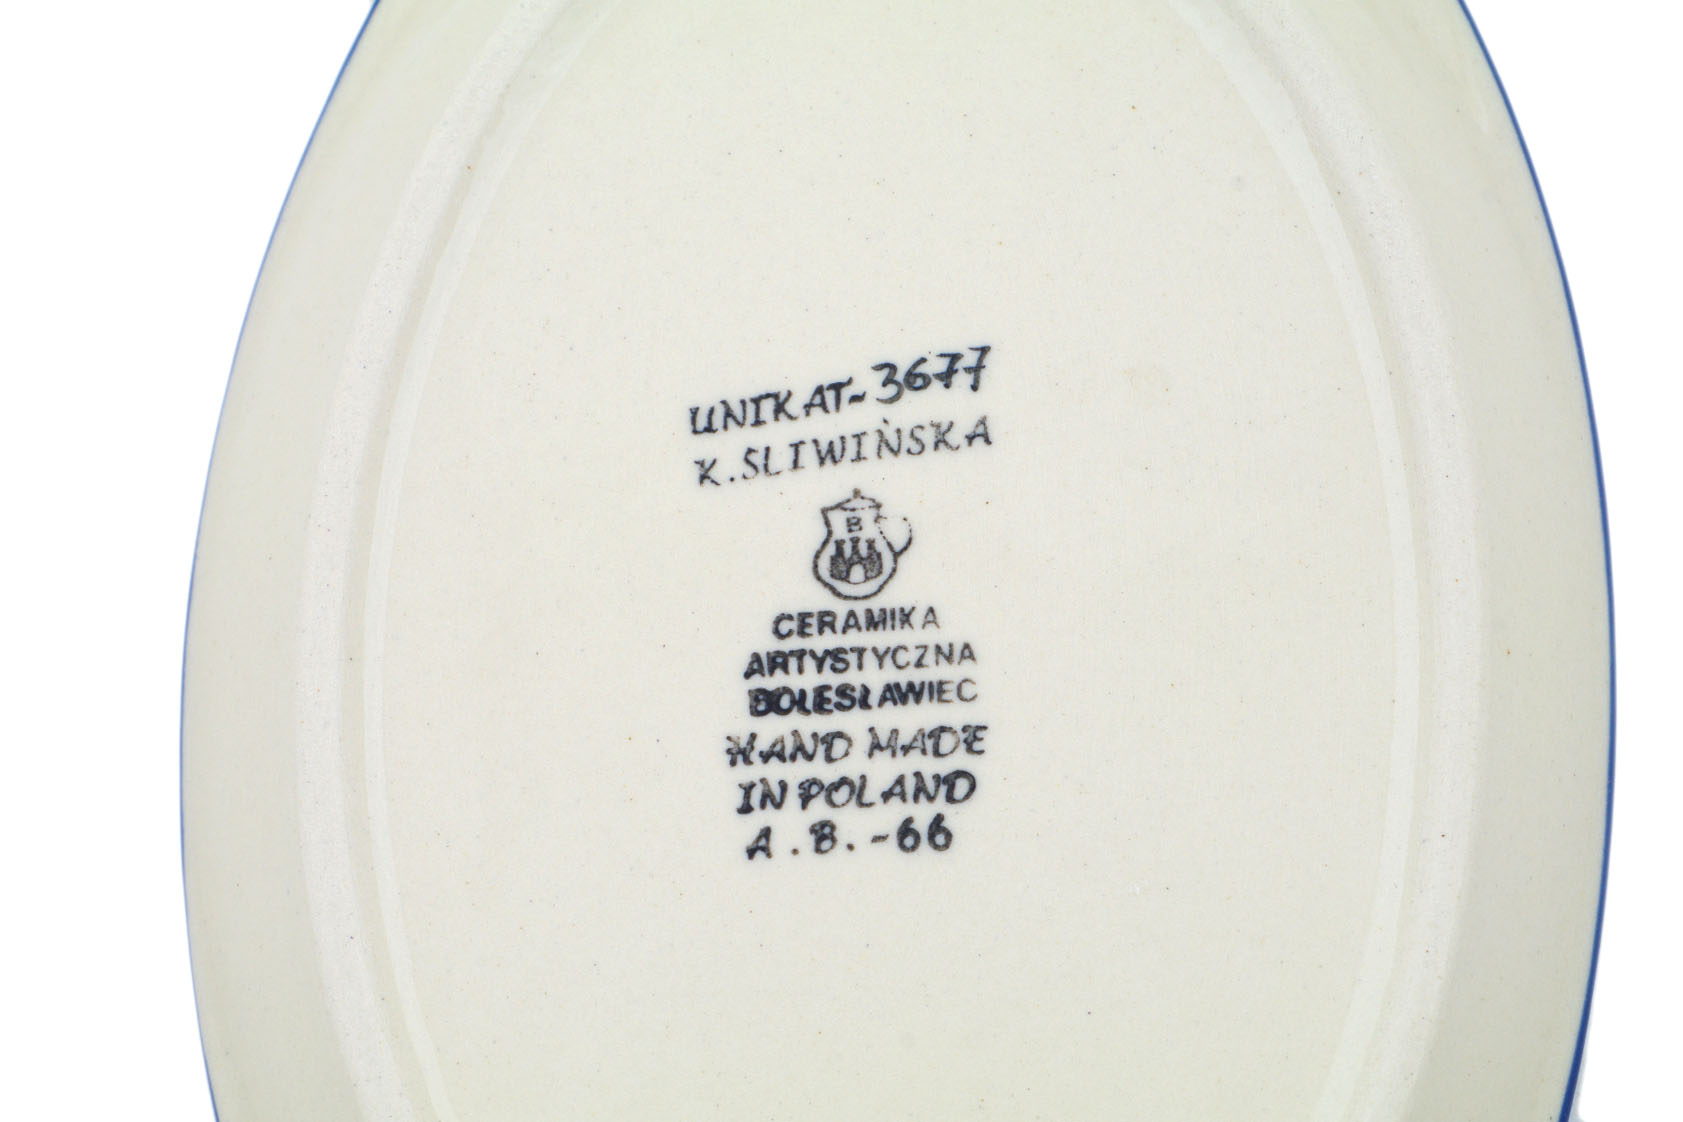 UNIKAT-3677
K.SLIWIŃSKA
B
CERAMIKA
ARTYSTYCZNA
BOLESŁAWIEC
HAND MADE
IN POLAND
A.B.-66